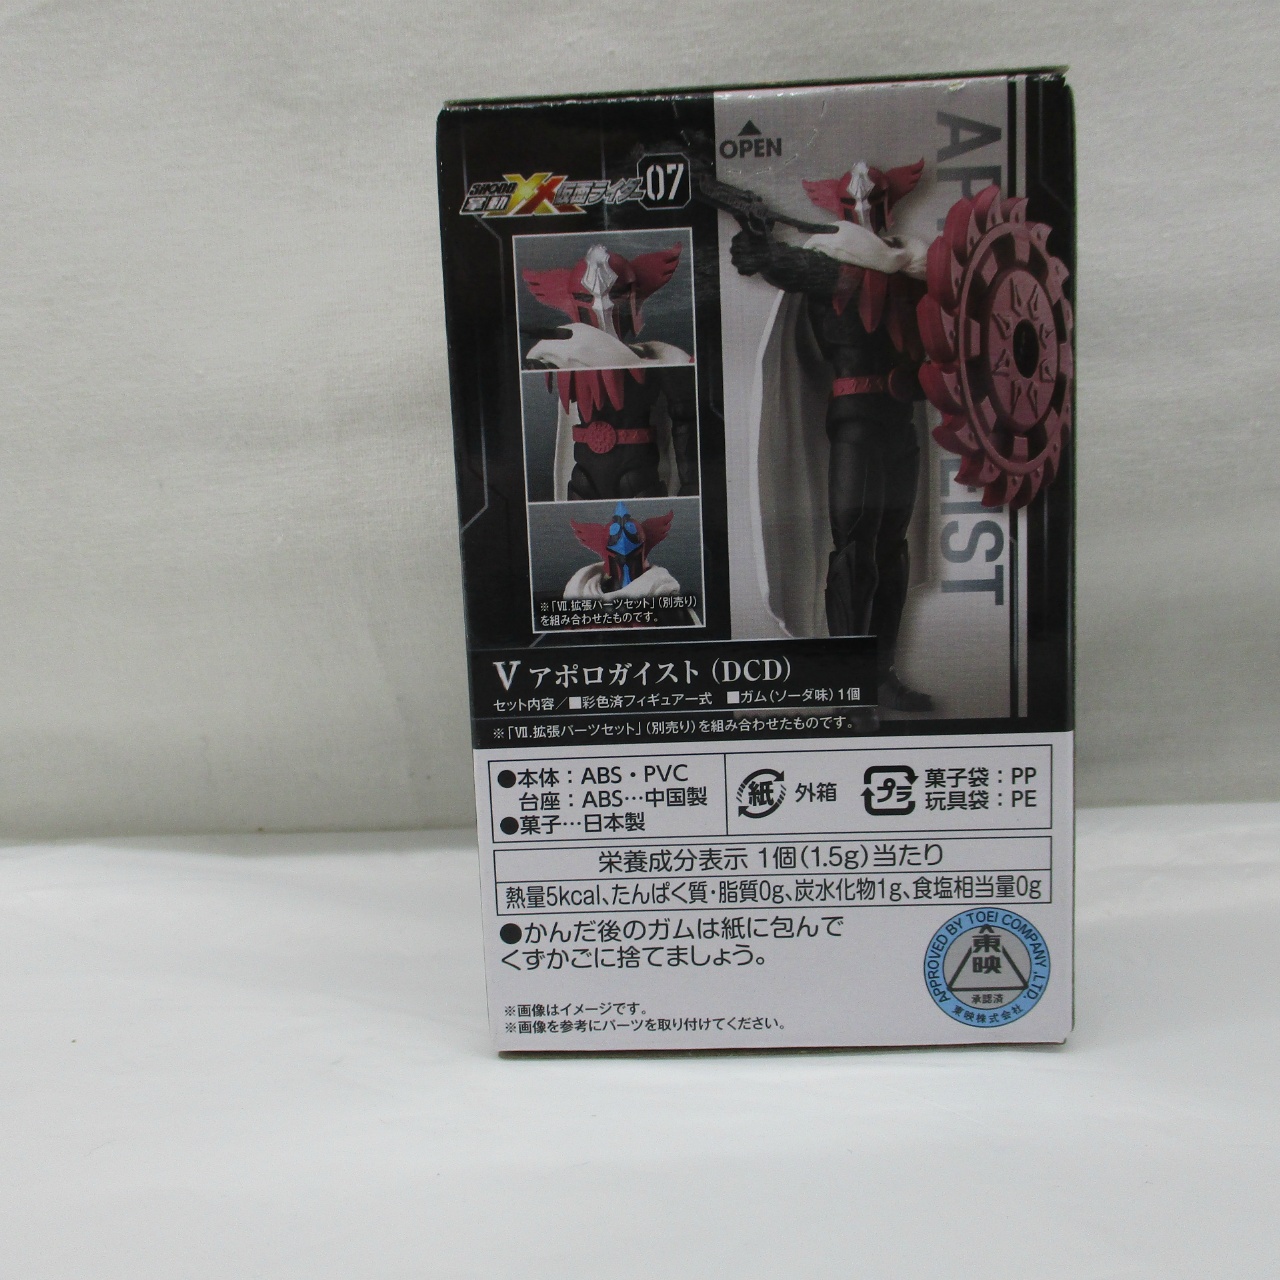 SHODO
掌動 XX 仮面ライダー 07
OPEN
※「Ⅶ.拡張パーツセット」(別売り)
を組み合わせたものです。
Ⅴ アポロガイスト (DCD)
セット内容/■彩色済フィギュア一式 ■ガム(ソーダ味)1個
※「Ⅶ.拡張パーツセット」(別売り)を組み合わせたものです。
●本体:ABS・PVC
台座:ABS…中国製
●菓子…日本製
紙 外箱
プラ 菓子袋:PP
玩具袋:PE
栄養成分表示 1個(1.5g)当たり
熱量5kcal、たんぱく質・脂質0g、炭水化物1g、食塩相当量0g
●かんだ後のガムは紙に包んで
くずかごに捨てましょう。
※画像はイメージです。
※画像を参考にパーツを取り付けてください。
APPROVED BY TOEI COMPANY,LTD.
東映
承認済
東映株式会社